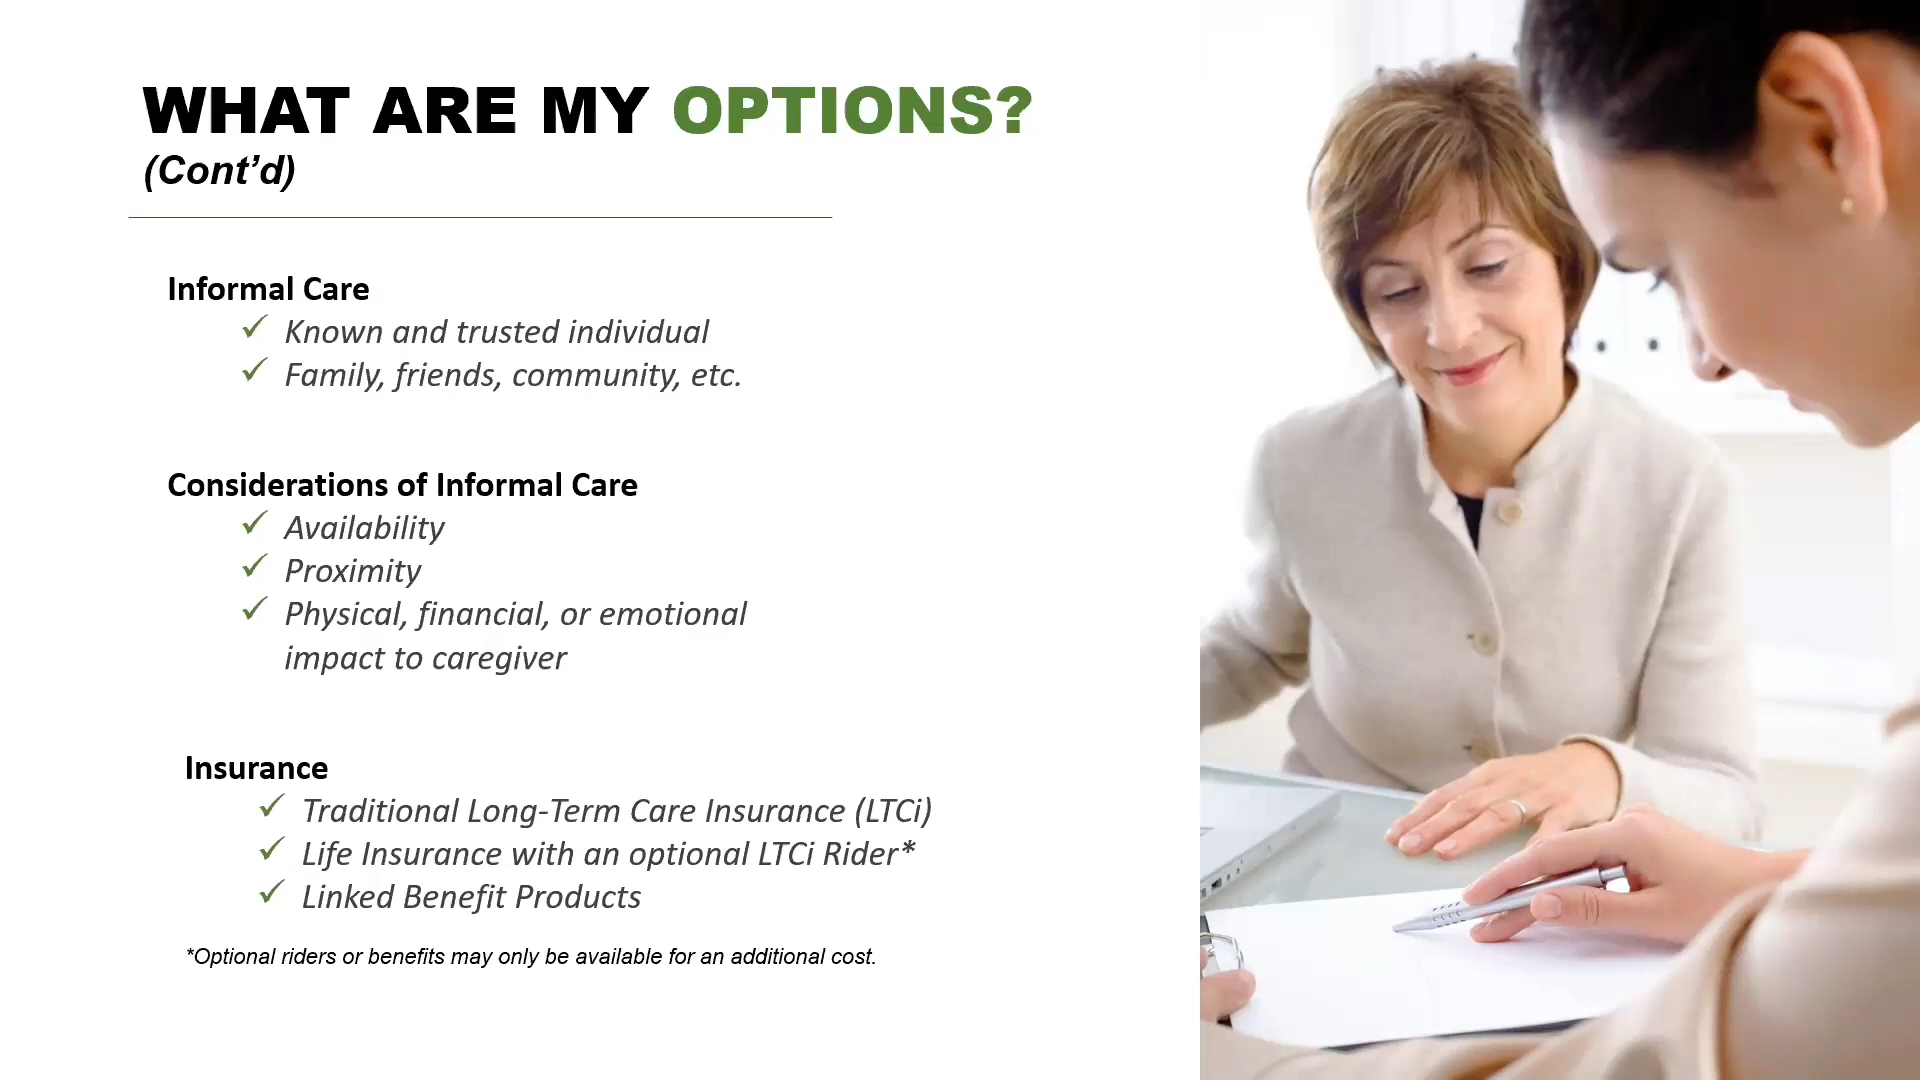 WHAT ARE MY OPTIONS?
(Cont’d)
Informal Care
✓ Known and trusted individual
✓ Family, friends, community, etc.
Considerations of Informal Care
✓ Availability
✓ Proximity
✓ Physical, financial, or emotional
impact to caregiver
Insurance
✓ Traditional Long-Term Care Insurance (LTCi)
✓ Life Insurance with an optional LTCi Rider*
✓ Linked Benefit Products
*Optional riders or benefits may only be available for an additional cost.